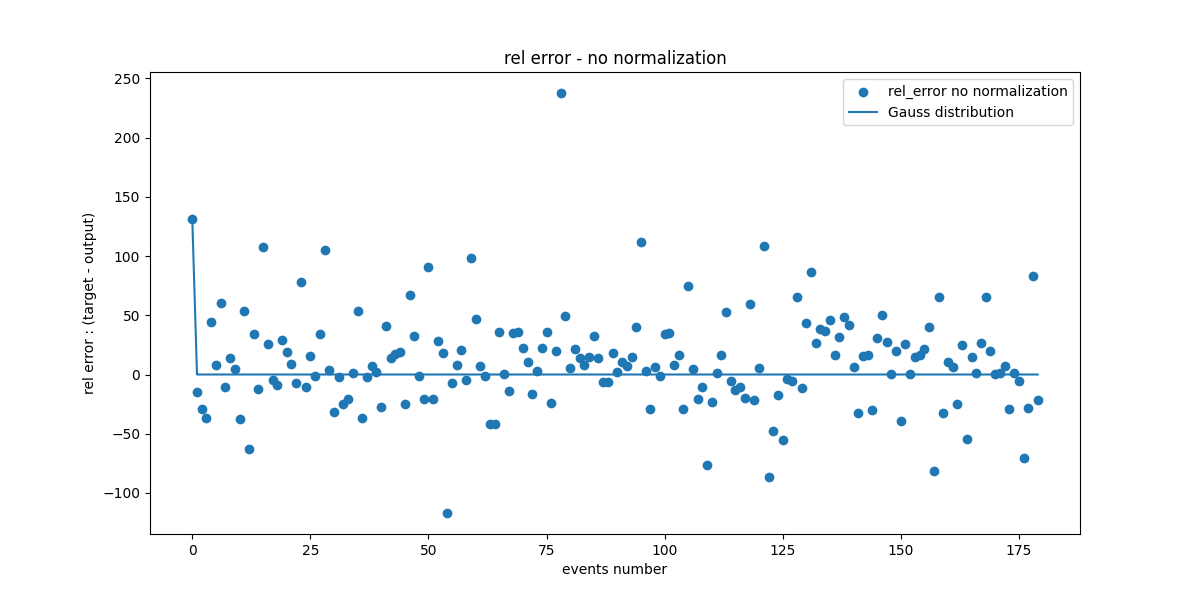 rel error - no normalization
rel_error no normalization
Gauss distribution
rel error : (target - output)
250
200
150
100
50
0
−50
−100
0 25 50 75 100 125 150 175
events number